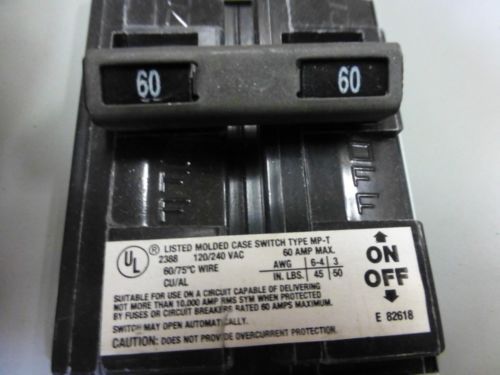 60 60
OFF OFF
UL ® LISTED MOLDED CASE SWITCH TYPE MP-T
2388 120/240 VAC 60 AMP MAX.
60/75°C WIRE AWG 6-4 3
CU/AL IN. LBS. 45 50
SUITABLE FOR USE ON A CIRCUIT CAPABLE OF DELIVERING
NOT MORE THAN 10,000 AMP RMS SYM WHEN PROTECTED
BY FUSES OR CIRCUIT BREAKERS RATED 60 AMPS MAXIMUM.
SWITCH MAY OPEN AUTOMATICALLY.
CAUTION: DOES NOT PROVIDE OVERCURRENT PROTECTION.
ON
OFF
E 82618